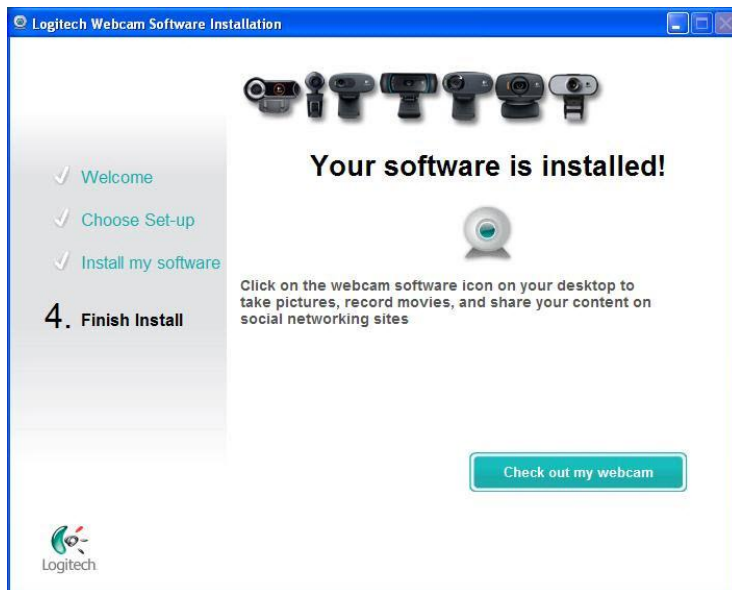 Logitech Webcam Software Installation
Your software is installed!
Welcome
Choose Set-up
Install my software
4. Finish Install
Click on the webcam software icon on your desktop to
take pictures, record movies, and share your content on
social networking sites
Check out my webcam
Logitech